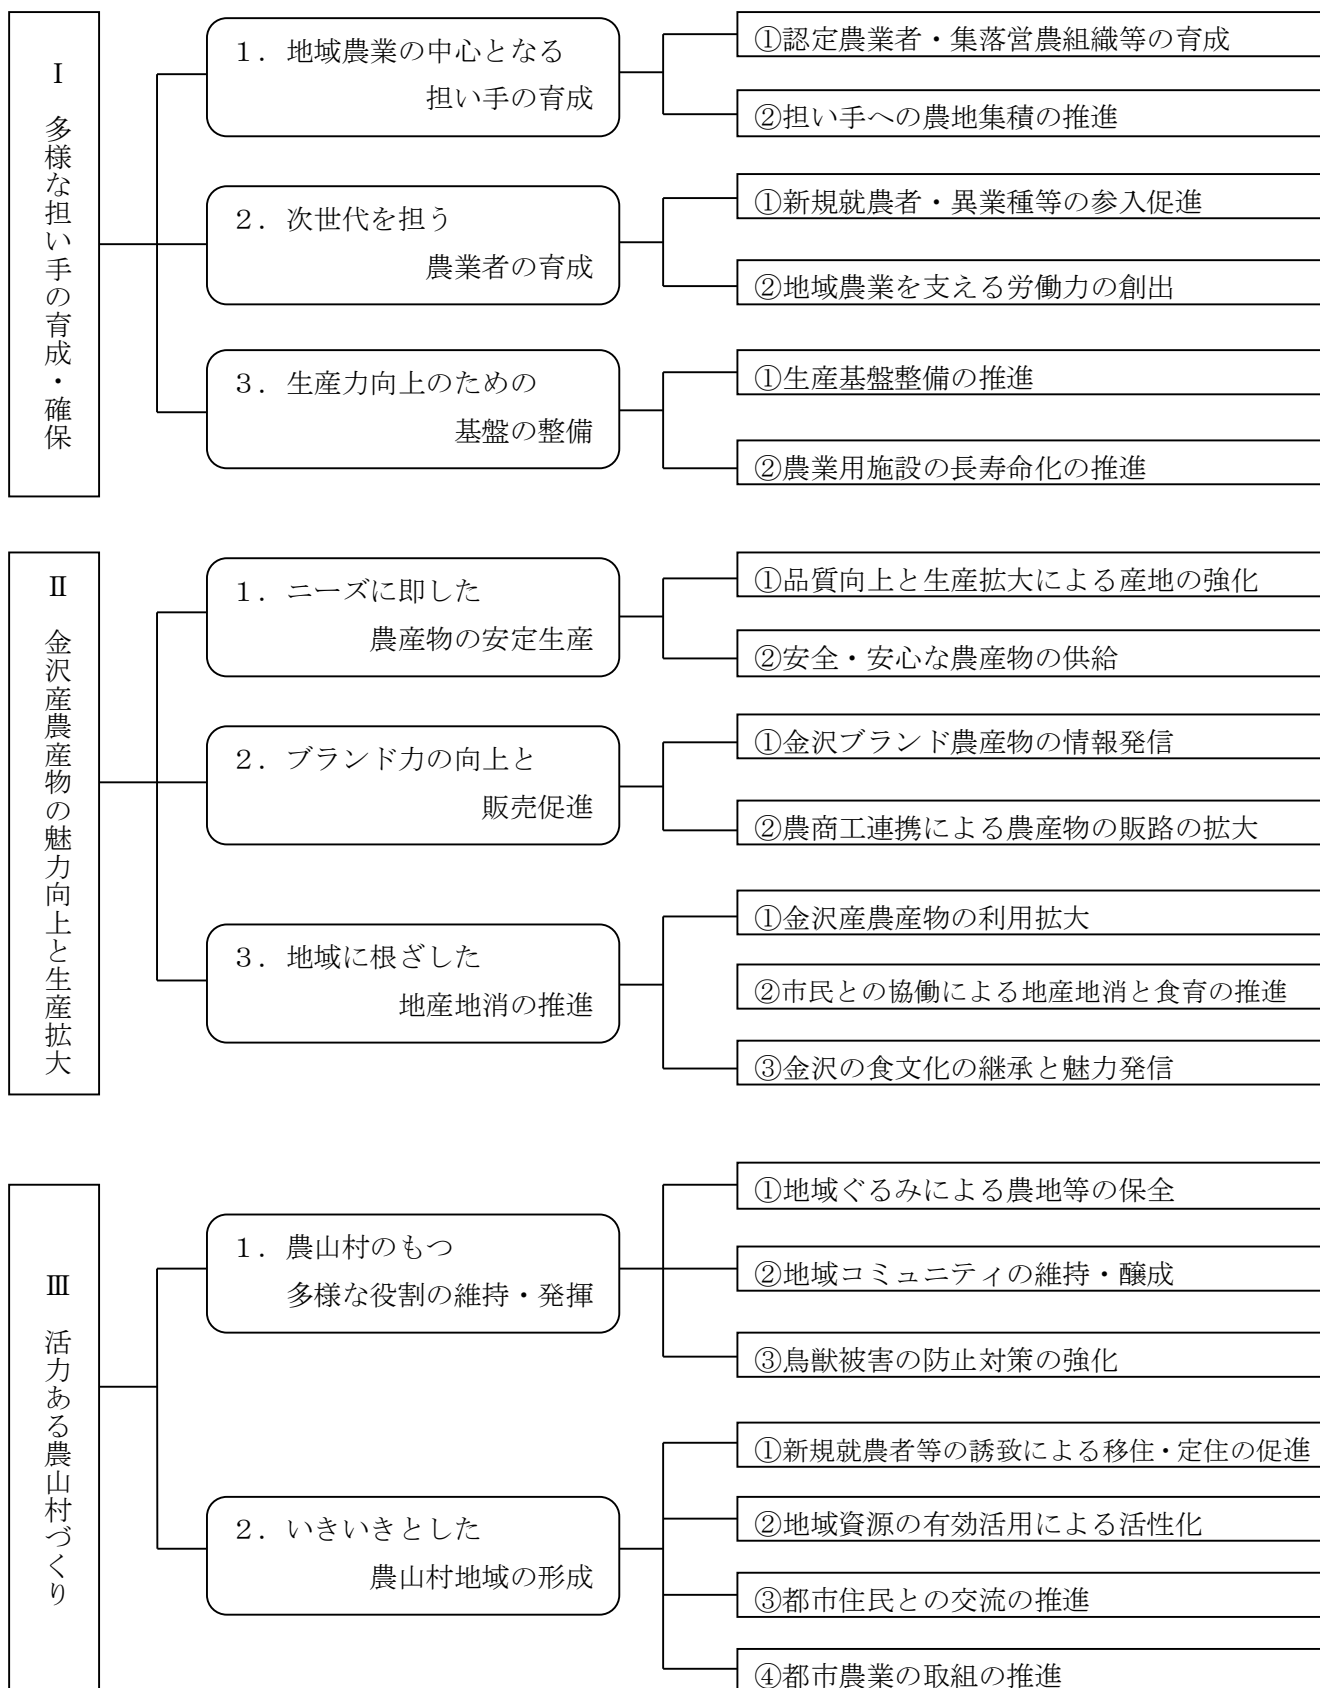 Ⅰ 多様な担い手の育成・確保
１．地域農業の中心となる
担い手の育成
①認定農業者・集落営農組織等の育成
②担い手への農地集積の推進
２．次世代を担う
農業者の育成
①新規就農者・異業種等の参入促進
②地域農業を支える労働力の創出
３．生産力向上のための
基盤の整備
①生産基盤整備の推進
②農業用施設の長寿命化の推進
Ⅱ 金沢産農産物の魅力向上と生産拡大
１．ニーズに即した
農産物の安定生産
①品質向上と生産拡大による産地の強化
②安全・安心な農産物の供給
２．ブランド力の向上と
販売促進
①金沢ブランド農産物の情報発信
②農商工連携による農産物の販路の拡大
３．地域に根ざした
地産地消の推進
①金沢産農産物の利用拡大
②市民との協働による地産地消と食育の推進
③金沢の食文化の継承と魅力発信
Ⅲ 活力ある農山村づくり
１．農山村のもつ
多様な役割の維持・発揮
①地域ぐるみによる農地等の保全
②地域コミュニティの維持・醸成
③鳥獣被害の防止対策の強化
２．いきいきとした
農山村地域の形成
①新規就農者等の誘致による移住・定住の促進
②地域資源の有効活用による活性化
③都市住民との交流の推進
④都市農業の取組の推進